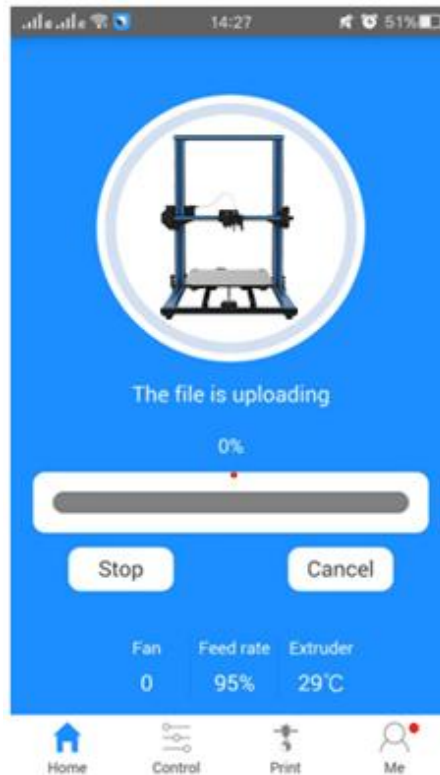 14:27 51%
The file is uploading
0%
Stop Cancel
Fan Feed rate Extruder
0 95% 29℃
Home Control Print Me